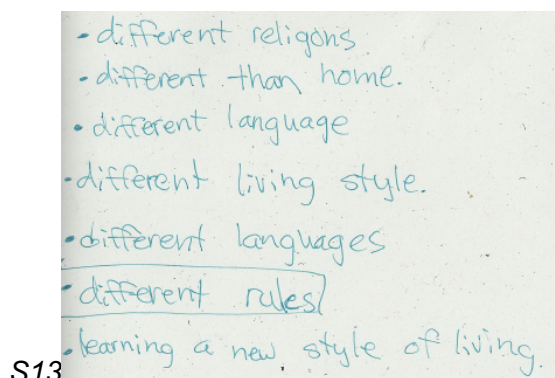 • different religons
• different than home.
• different language
• different living style.
• different languages
• different rules
• learning a new style of living.
S13